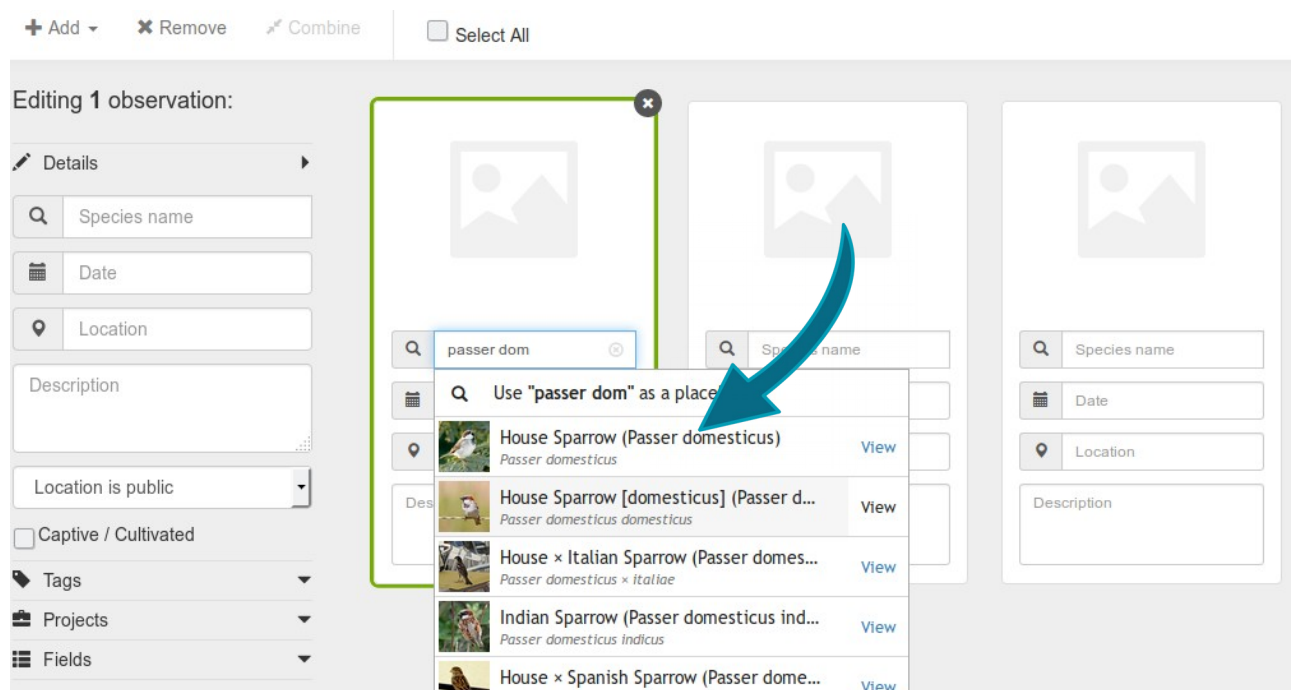 Add
Remove
Combine
Select All
Editing 1 observation:
Details
Species name
Date
Location
Description
Location is public
Captive / Cultivated
Tags
Projects
Fields
passer dom
Use "passer dom" as a place
House Sparrow (Passer domesticus)
Passer domesticus
View
House Sparrow [domesticus] (Passer d...
Passer domesticus domesticus
View
House × Italian Sparrow (Passer domes...
Passer domesticus × italiae
View
Indian Sparrow (Passer domesticus ind...
Passer domesticus indicus
View
House × Spanish Sparrow (Passer dome...
View
Des
name
Species name
Date
Location
Description